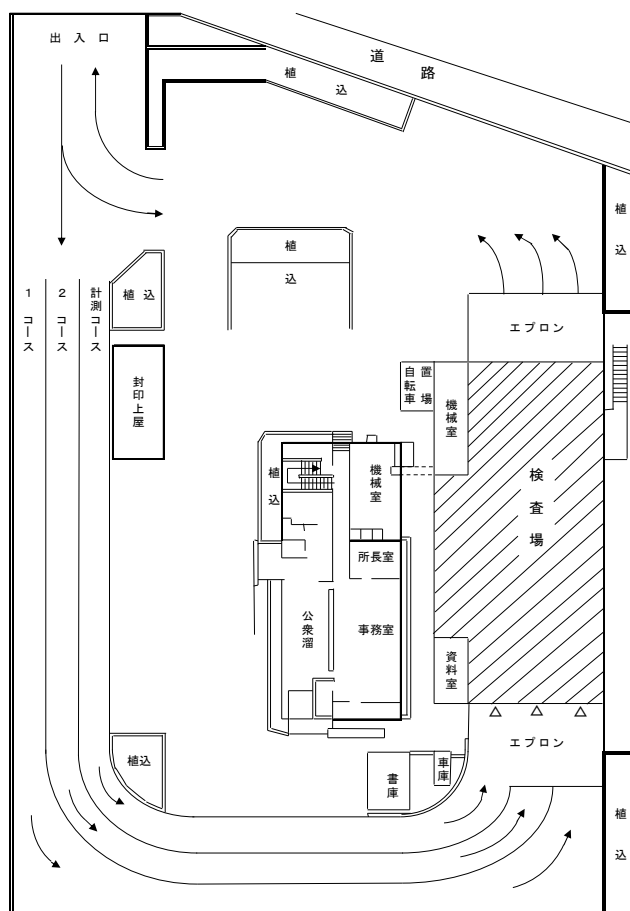 出入口
道路
植込
植込
植込
植込
1コース
2コース
計測コース
エプロン
封印上屋
自転車置場
機械室
検査場
植込
機械室
所長室
公衆溜
事務室
資料室
植込
エプロン
車庫
書庫
植込